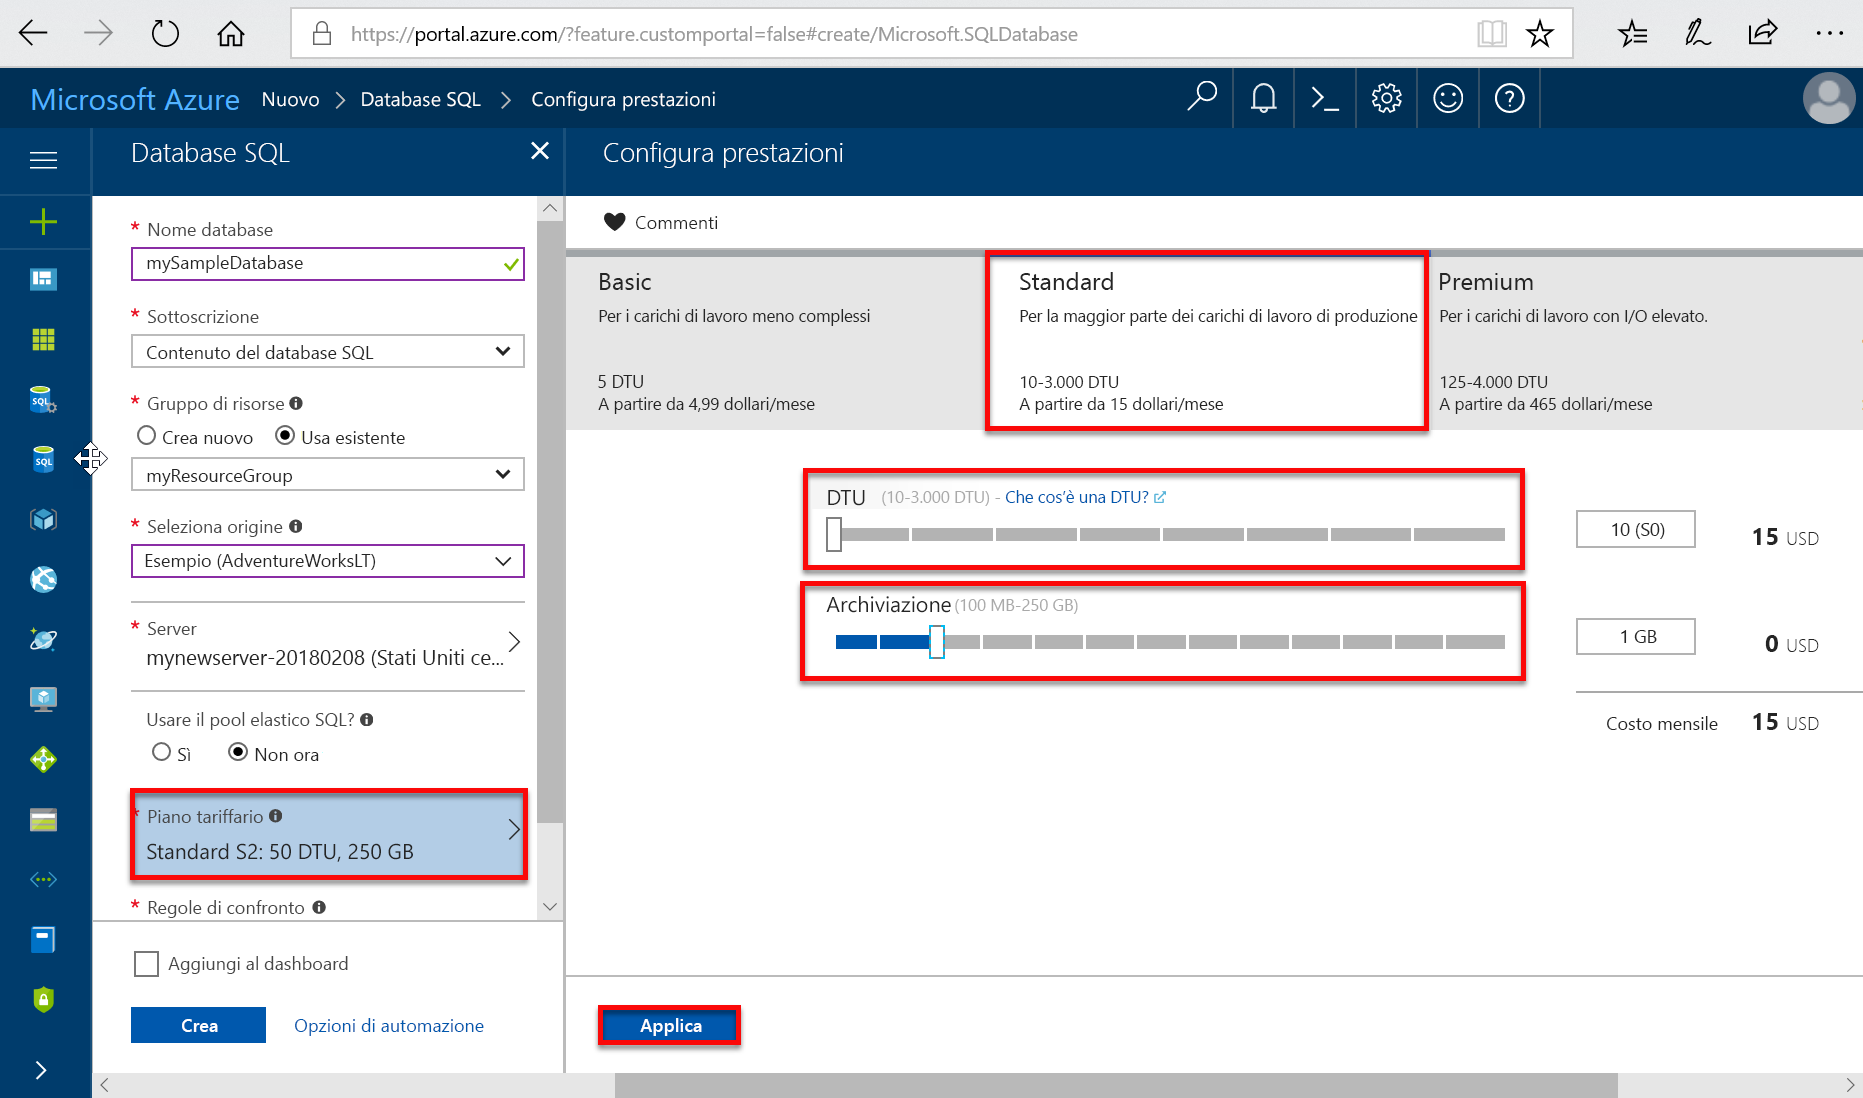 https://portal.azure.com/?feature.customportal=false#create/Microsoft.SQLDatabase
Microsoft Azure Nuovo > Database SQL > Configura prestazioni
Database SQL
* Nome database
mySampleDatabase
* Sottoscrizione
Contenuto del database SQL
* Gruppo di risorse
Crea nuovo Usa esistente
myResourceGroup
* Seleziona origine
Esempio (AdventureWorksLT)
* Server
mynewserver-20180208 (Stati Uniti ce...
Usare il pool elastico SQL?
Sì Non ora
* Piano tariffario
Standard S2: 50 DTU, 250 GB
* Regole di confronto
Aggiungi al dashboard
Crea Opzioni di automazione
Configura prestazioni
Commenti
Basic
Per i carichi di lavoro meno complessi
5 DTU
A partire da 4,99 dollari/mese
Standard
Per la maggior parte dei carichi di lavoro di produzione
10-3.000 DTU
A partire da 15 dollari/mese
Premium
Per i carichi di lavoro con I/O elevato.
125-4.000 DTU
A partire da 465 dollari/mese
DTU (10-3.000 DTU) - Che cos'è una DTU?
10 (S0) 15 USD
Archiviazione (100 MB-250 GB)
1 GB 0 USD
Costo mensile 15 USD
Applica